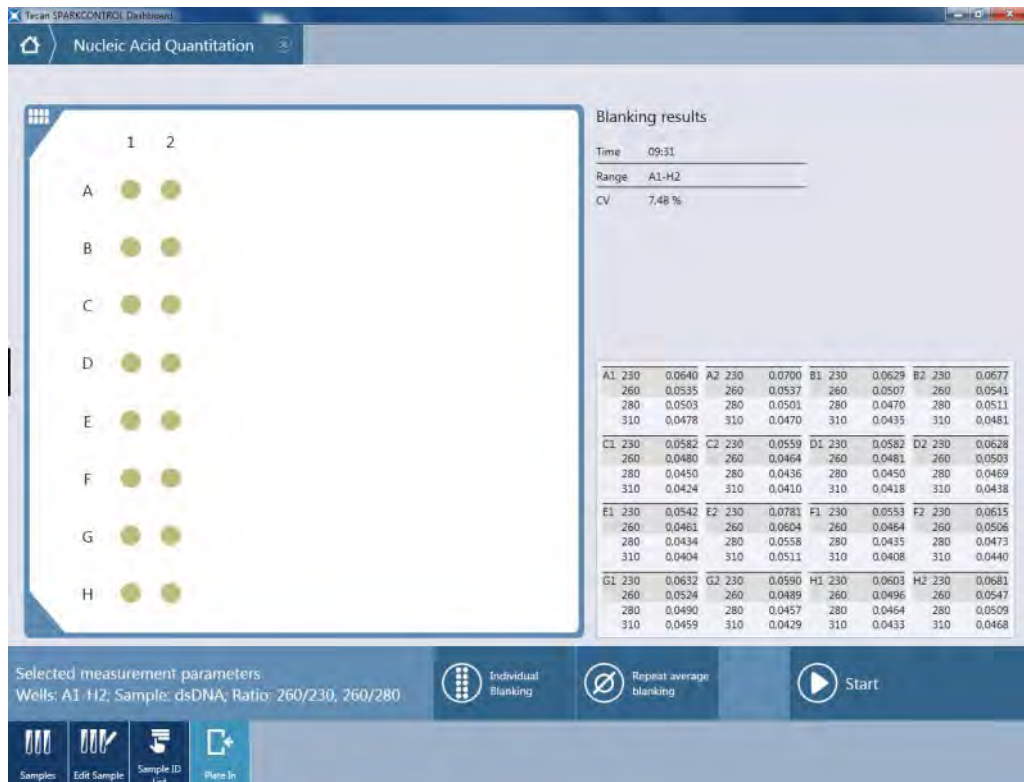 Tecan SPARKCONTROL Dashboard
Nucleic Acid Quantitation
1 2
A
B
C
D
E
F
G
H
Blanking results
Time 09:31
Range A1-H2
CV 7.48 %
A1 230 0.0640 A2 230 0.0700 B1 230 0.0629 B2 230 0.0677
260 0.0535 260 0.0537 260 0.0507 260 0.0541
280 0.0503 280 0.0501 280 0.0470 280 0.0511
310 0.0478 310 0.0470 310 0.0435 310 0.0481
C1 230 0.0582 C2 230 0.0559 D1 230 0.0582 D2 230 0.0628
260 0.0480 260 0.0464 260 0.0481 260 0.0503
280 0.0450 280 0.0436 280 0.0450 280 0.0469
310 0.0424 310 0.0410 310 0.0418 310 0.0438
E1 230 0.0542 E2 230 0.0781 F1 230 0.0553 F2 230 0.0615
260 0.0461 260 0.0604 260 0.0464 260 0.0506
280 0.0434 280 0.0558 280 0.0435 280 0.0473
310 0.0404 310 0.0511 310 0.0408 310 0.0440
G1 230 0.0632 G2 230 0.0590 H1 230 0.0603 H2 230 0.0681
260 0.0524 260 0.0489 260 0.0496 260 0.0547
280 0.0490 280 0.0457 280 0.0464 280 0.0509
310 0.0459 310 0.0429 310 0.0433 310 0.0468
Selected measurement parameters
Wells: A1-H2; Sample: dsDNA; Ratio: 260/230, 260/280
Individual
Blanking
Repeat average
blanking
Start
Samples
Edit Sample
Sample ID
Plate In